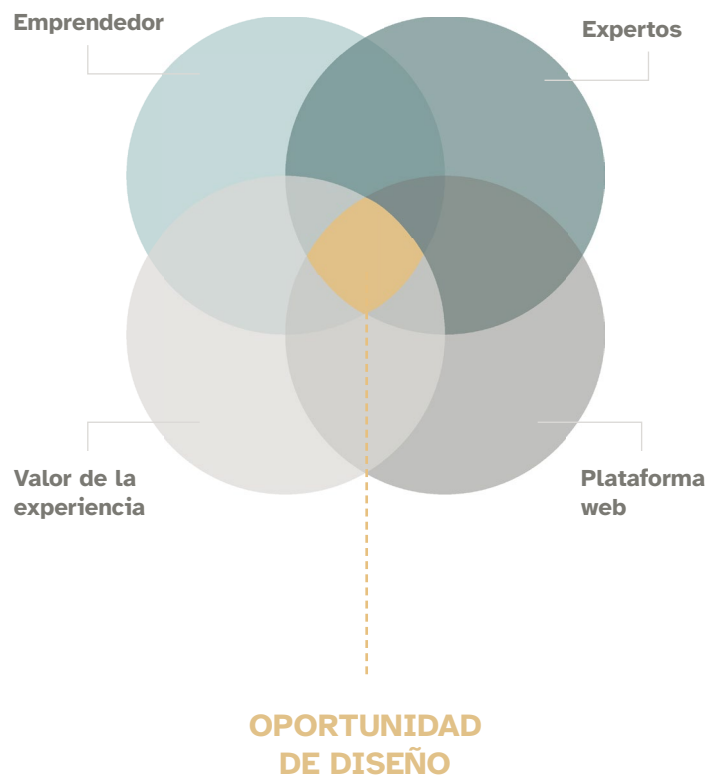 Emprendedor
Expertos
Valor de la
experiencia
Plataforma
web
OPORTUNIDAD
DE DISEÑO